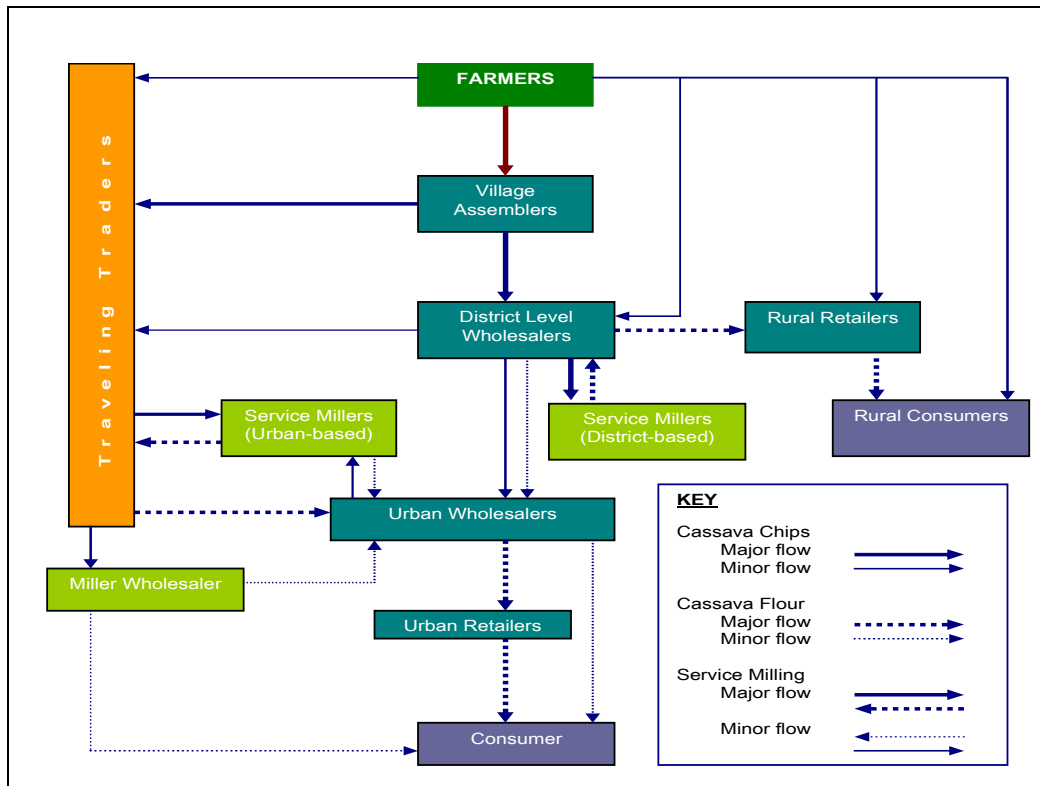 FARMERS
Traveling Traders
Village
Assemblers
District Level
Wholesalers
Rural Retailers
Service Millers
(Urban-based)
Service Millers
(District-based)
Rural Consumers
Urban Wholesalers
Miller Wholesaler
Urban Retailers
Consumer
KEY
Cassava Chips
Major flow
Minor flow
Cassava Flour
Major flow
Minor flow
Service Milling
Major flow
Minor flow